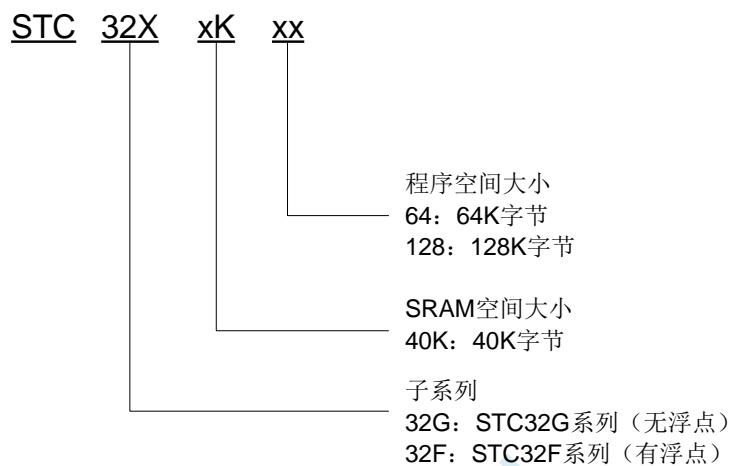 STC 32X xK xx
程序空间大小
64：64K字节
128：128K字节
SRAM空间大小
40K：40K字节
子系列
32G：STC32G系列（无浮点）
32F：STC32F系列（有浮点）